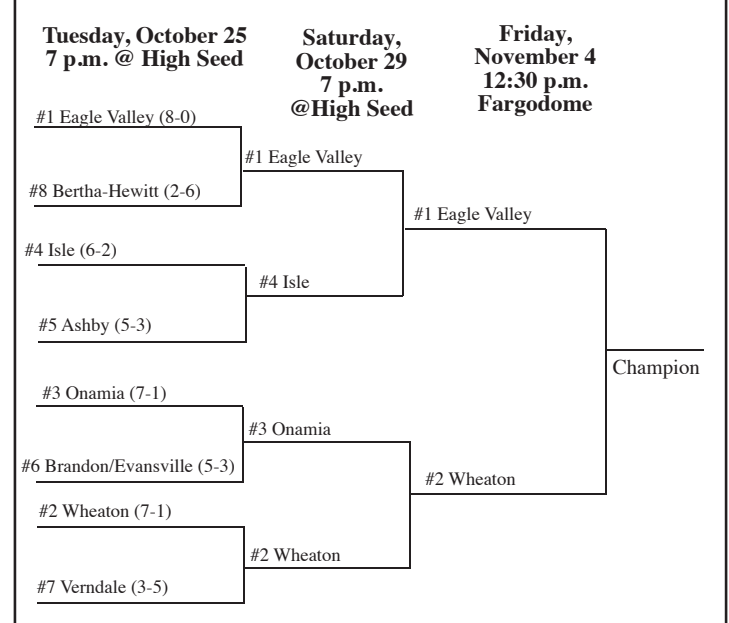 Tuesday, October 25
7 p.m. @ High Seed
Saturday,
October 29
7 p.m.
@High Seed
Friday,
November 4
12:30 p.m.
Fargodome
#1 Eagle Valley (8-0)
#8 Bertha-Hewitt (2-6)
#4 Isle (6-2)
#5 Ashby (5-3)
#3 Onamia (7-1)
#6 Brandon/Evansville (5-3)
#2 Wheaton (7-1)
#7 Verndale (3-5)
#1 Eagle Valley
#4 Isle
#3 Onamia
#2 Wheaton
#1 Eagle Valley
#2 Wheaton
Champion